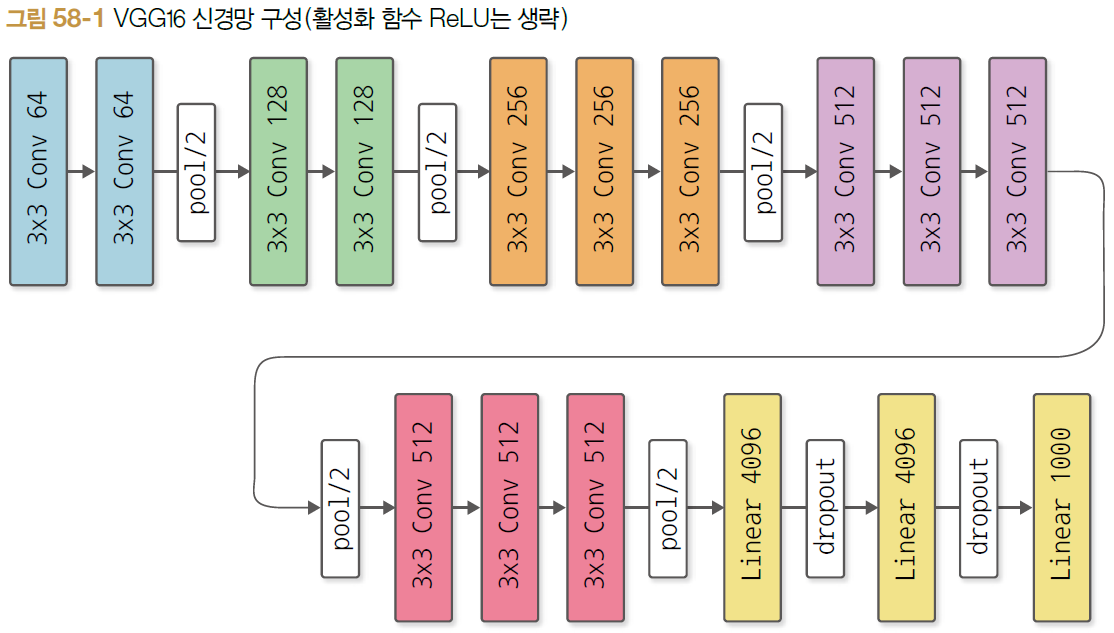 그림 58-1 VGG16 신경망 구성(활성화 함수 ReLU는 생략)
3x3 Conv 64
3x3 Conv 64
pool/2
3x3 Conv 128
3x3 Conv 128
pool/2
3x3 Conv 256
3x3 Conv 256
3x3 Conv 256
pool/2
3x3 Conv 512
3x3 Conv 512
3x3 Conv 512
pool/2
3x3 Conv 512
3x3 Conv 512
3x3 Conv 512
pool/2
Linear 4096
dropout
Linear 4096
dropout
Linear 1000